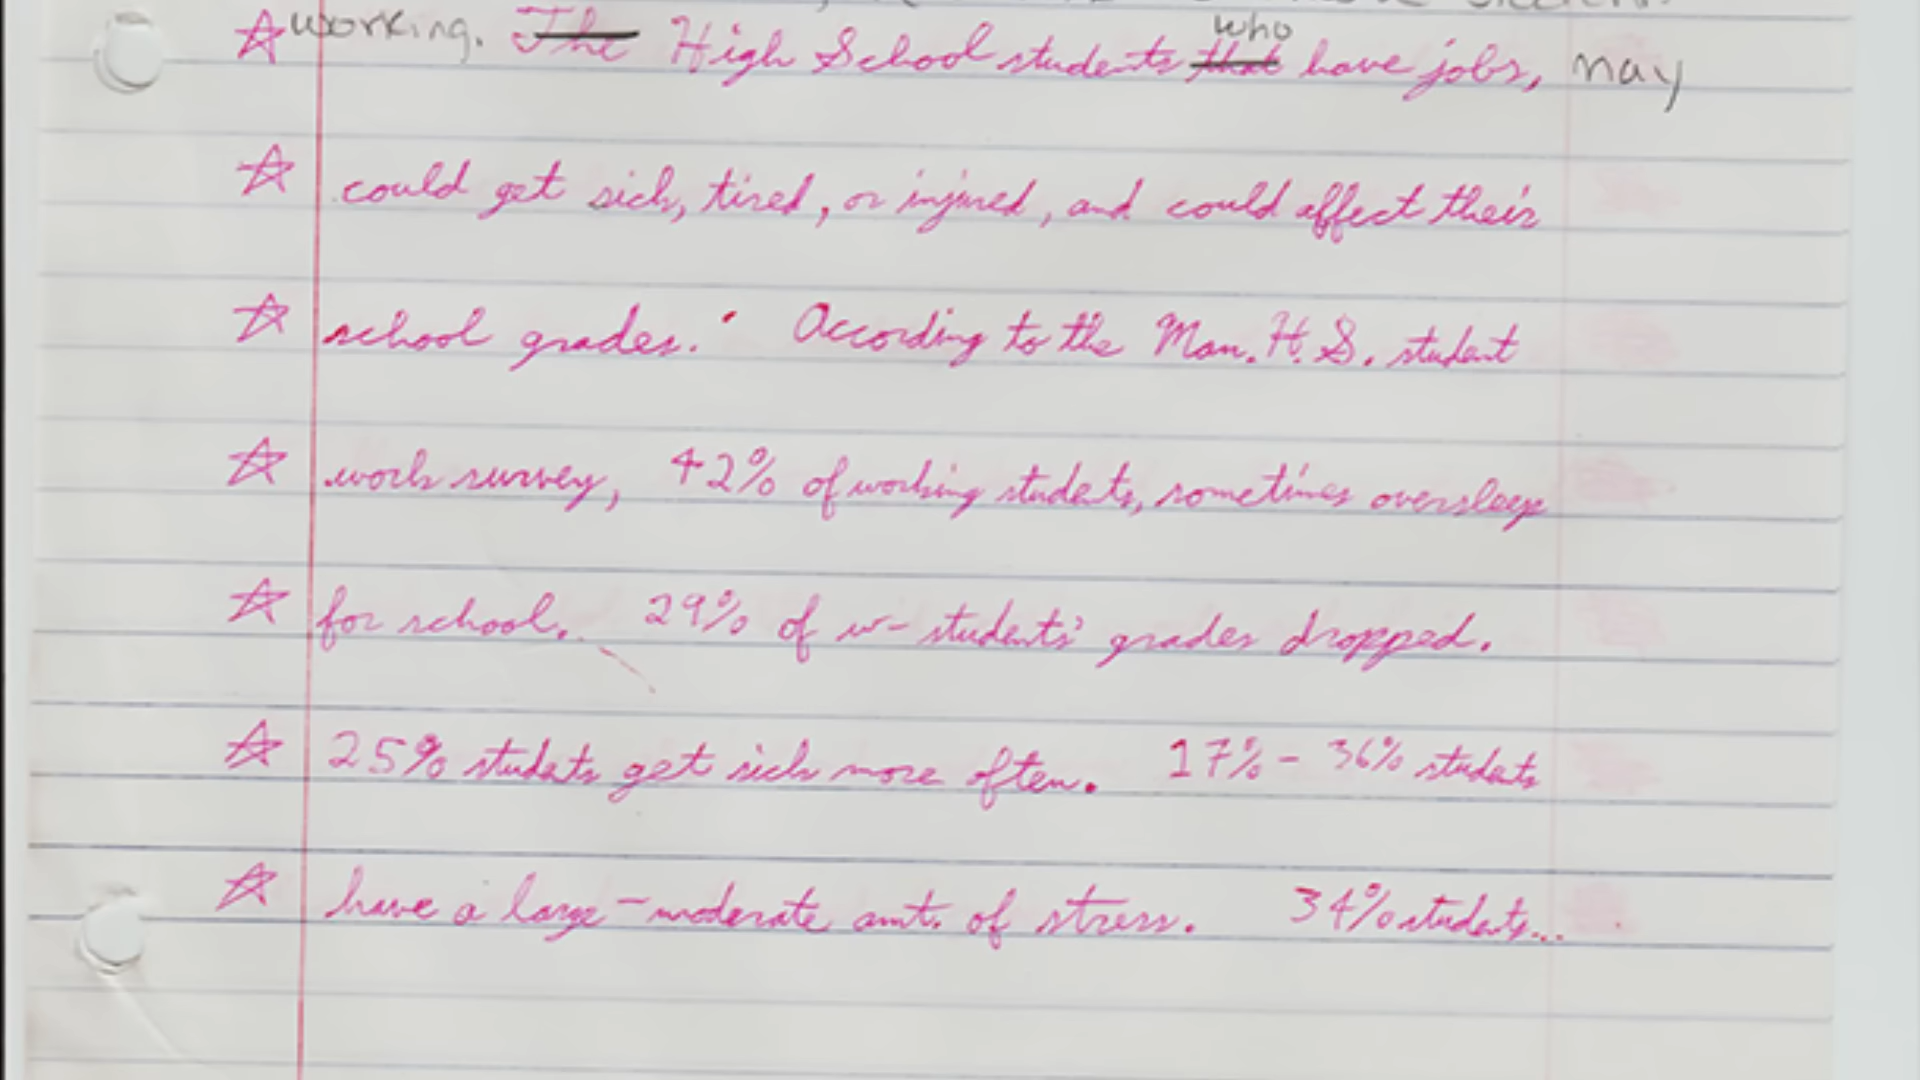 ☆ working. ~~The~~ High School students ~~that~~ who have jobs, may
☆ could get sick, tired, or injured, and could affect their
☆ school grades. According to the Man. H. S. student
☆ work survey, 42% of working students, sometimes oversleep
☆ for school. 29% of w- students' grades dropped.
☆ 25% students get sick more often. 17% - 36% students
☆ have a large - moderate amt. of stress. 34% students...